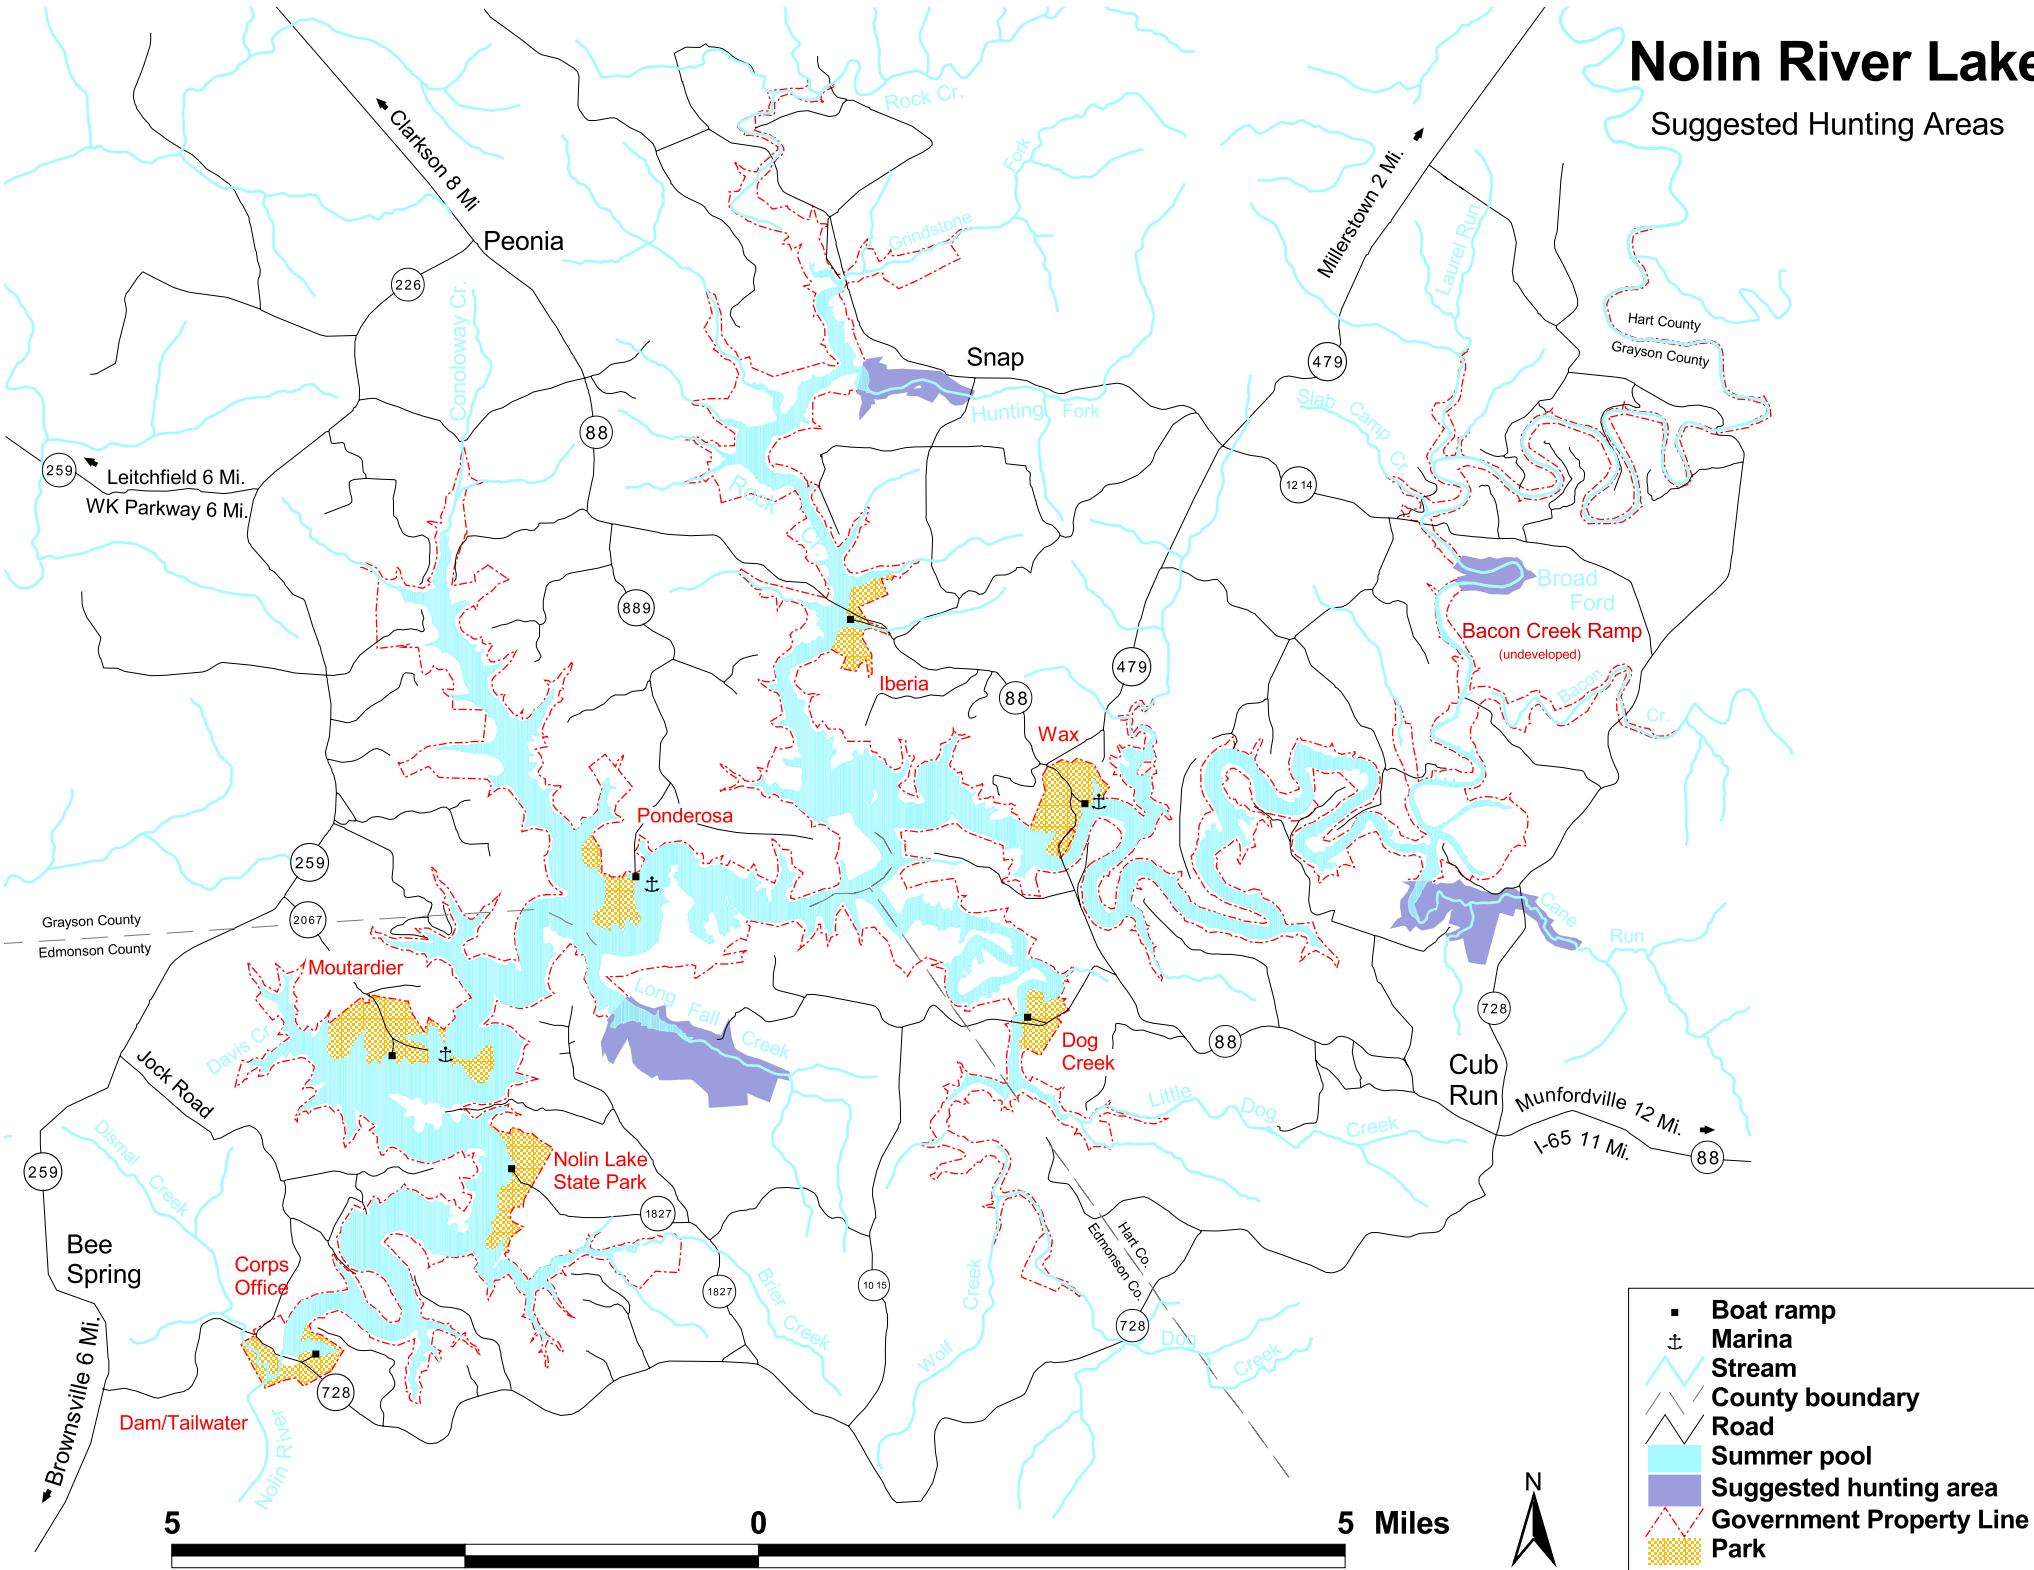 Nolin River Lake
Suggested Hunting Areas
Rock Cr.
Fork
Grindstone
Clarkson 8 Mi
Millerstown 2 Mi.
Laurel Run
Peonia
226
Conoloway Cr.
Hart County
Grayson County
Snap
479
Slab Camp Cr.
Hunting Fork
88
259
Leitchfield 6 Mi.
WK Parkway 6 Mi.
Rock Cr.
12 14
Broad
Ford
889
Bacon Creek Ramp
(undeveloped)
479
Iberia
88
Bacon Cr.
Wax
Ponderosa
259
2067
Grayson County
Edmonson County
Cane Run
Moutardier
Long Fall Creek
Davis Cr.
728
Dog
Creek
88
Jock Road
Cub
Run
Little Dog Creek
Munfordville 12 Mi.
I-65 11 Mi.
88
Dismal Creek
259
Nolin Lake
State Park
1827
Bee
Spring
Corps
Office
Hart Co.
Edmonson Co.
1827
10 15
Brier Creek
Wolf Creek
728
Dog Creek
Brownsville 6 Mi.
728
Dam/Tailwater
Nolin River
Boat ramp
Marina
Stream
County boundary
Road
Summer pool
Suggested hunting area
Government Property Line
Park
N
5 0 5 Miles